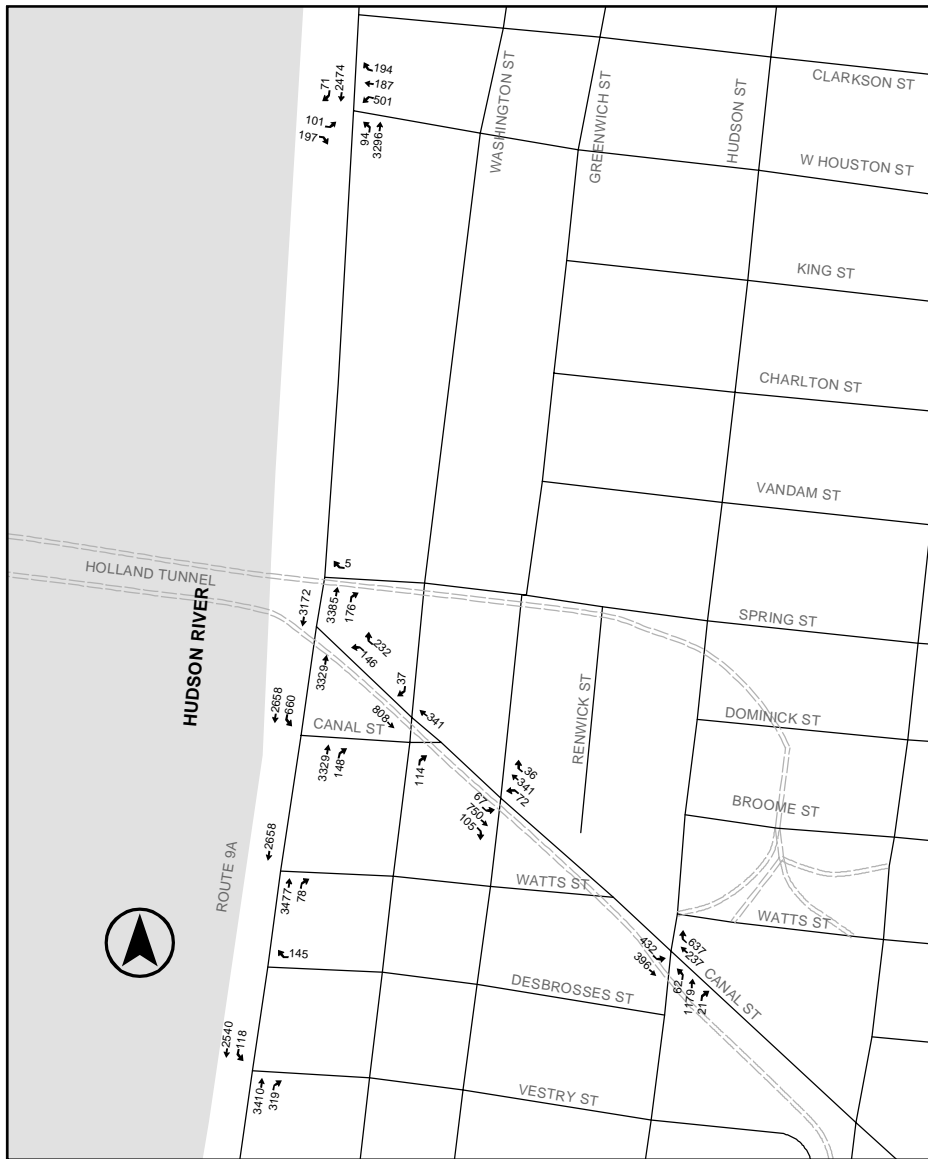 194
187
501
71
2474
101
197
94
3296
WASHINGTON ST
GREENWICH ST
HUDSON ST
CLARKSON ST
W HOUSTON ST
KING ST
CHARLTON ST
VANDAM ST
5
HOLLAND TUNNEL
HUDSON RIVER
3172
3385
176
SPRING ST
232
146
3329
37
808
341
2658
660
CANAL ST
RENWICK ST
DOMINICK ST
3329
148
114
36
341
72
67
750
105
BROOME ST
2658
ROUTE 9A
3477
78
WATTS ST
WATTS ST
145
432
396
637
237
62
1179
21
CANAL ST
DESBROSSES ST
2540
118
3410
319
VESTRY ST